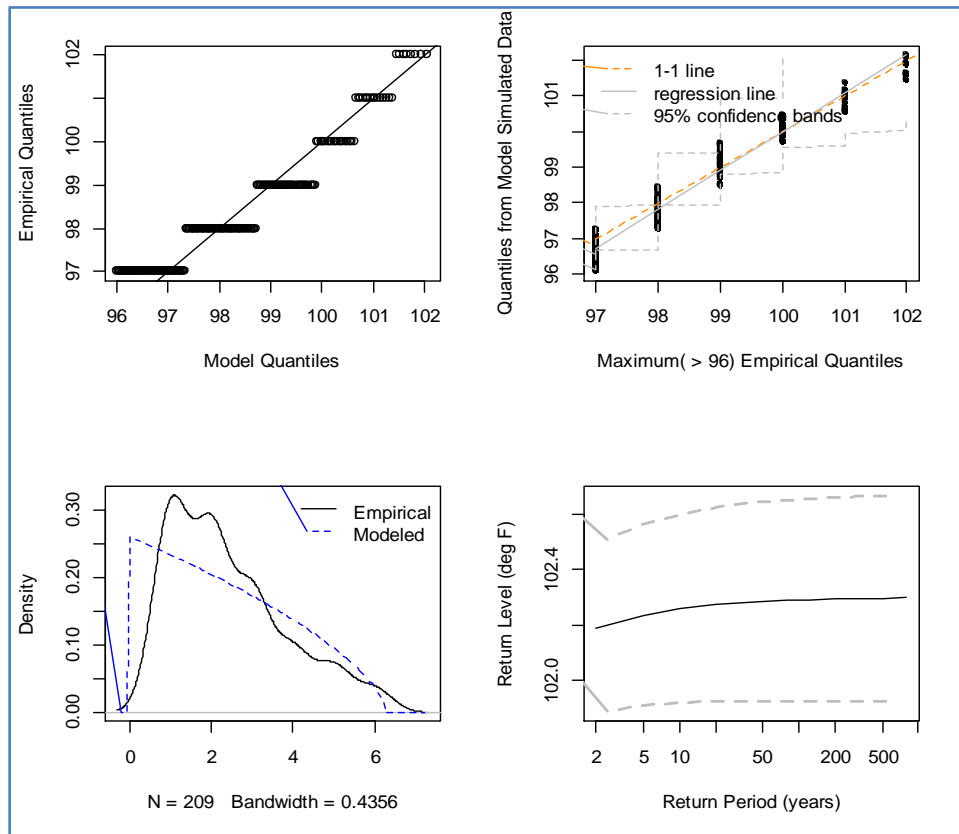 Empirical Quantiles
102
101
100
99
98
97
96 97 98 99 100 101 102
Model Quantiles
Quantiles from Model Simulated Data
101
100
99
98
97
96
1-1 line
regression line
95% confidence bands
97 98 99 100 101 102
Maximum( > 96) Empirical Quantiles
Density
0.30
0.20
0.10
0.00
Empirical
Modeled
0 2 4 6
N = 209 Bandwidth = 0.4356
Return Level (deg F)
102.4
102.0
2 5 10 50 200 500
Return Period (years)